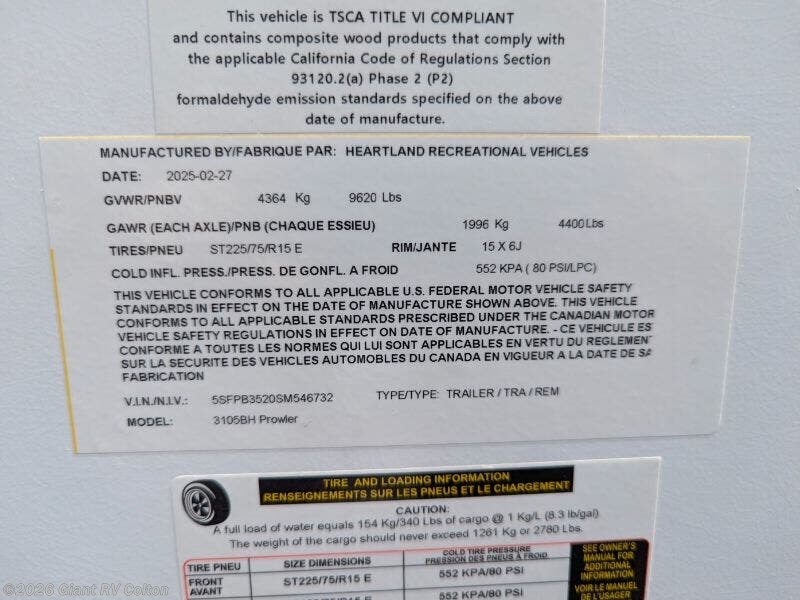 This vehicle is TSCA TITLE VI COMPLIANT
and contains composite wood products that comply with
the applicable California Code of Regulations Section
93120.2(a) Phase 2 (P2)
formaldehyde emission standards specified on the above
date of manufacture.
MANUFACTURED BY/FABRIQUE PAR: HEARTLAND RECREATIONAL VEHICLES
DATE: 2025-02-27
GVWR/PNBV 4364 Kg 9620 Lbs
GAWR (EACH AXLE)/PNB (CHAQUE ESSIEU) 1996 Kg 4400Lbs
TIRES/PNEU ST225/75/R15 E RIM/JANTE 15 X 6J
COLD INFL. PRESS./PRESS. DE GONFL. A FROID 552 KPA ( 80 PSI/LPC)
THIS VEHICLE CONFORMS TO ALL APPLICABLE U.S. FEDERAL MOTOR VEHICLE SAFETY
STANDARDS IN EFFECT ON THE DATE OF MANUFACTURE SHOWN ABOVE. THIS VEHICLE
CONFORMS TO ALL APPLICABLE STANDARDS PRESCRIBED UNDER THE CANADIAN MOTOR
VEHICLE SAFETY REGULATIONS IN EFFECT ON DATE OF MANUFACTURE. - CE VEHICULE ES
CONFORME A TOUTES LES NORMES QUI LUI SONT APPLICABLES EN VERTU DU REGLEMEN
SUR LA SECURITE DES VEHICLES AUTOMOBILES DU CANADA EN VIGUEUR A LA DATE DE SA
FABRICATION
V.I.N./N.I.V.: 5SFPB3520SM546732 TYPE/TYPE: TRAILER / TRA / REM
MODEL: 3105BH Prowler
TIRE AND LOADING INFORMATION
RENSEIGNEMENTS SUR LES PNEUS ET LE CHARGEMENT
CAUTION:
A full load of water equals 154 Kg/340 Lbs of cargo @ 1 Kg/L (8.3 lb/gal)
The weight of the cargo should never exceed 1261 Kg or 2780 Lbs.
TIRE PNEU SIZE DIMENSIONS COLD TIRE PRESSURE
PRESSION DES PNEUS À FROID
FRONT
AVANT ST225/75/R15 E 552 KPA/80 PSI
SEE OWNER'S
MANUAL FOR
ADDITIONAL
INFORMATION
VOIR LE MANUEL
DE L'USAGER
ST225/75/R15 E 552 KPA/80 PSI
©2026 Giant RV Colton